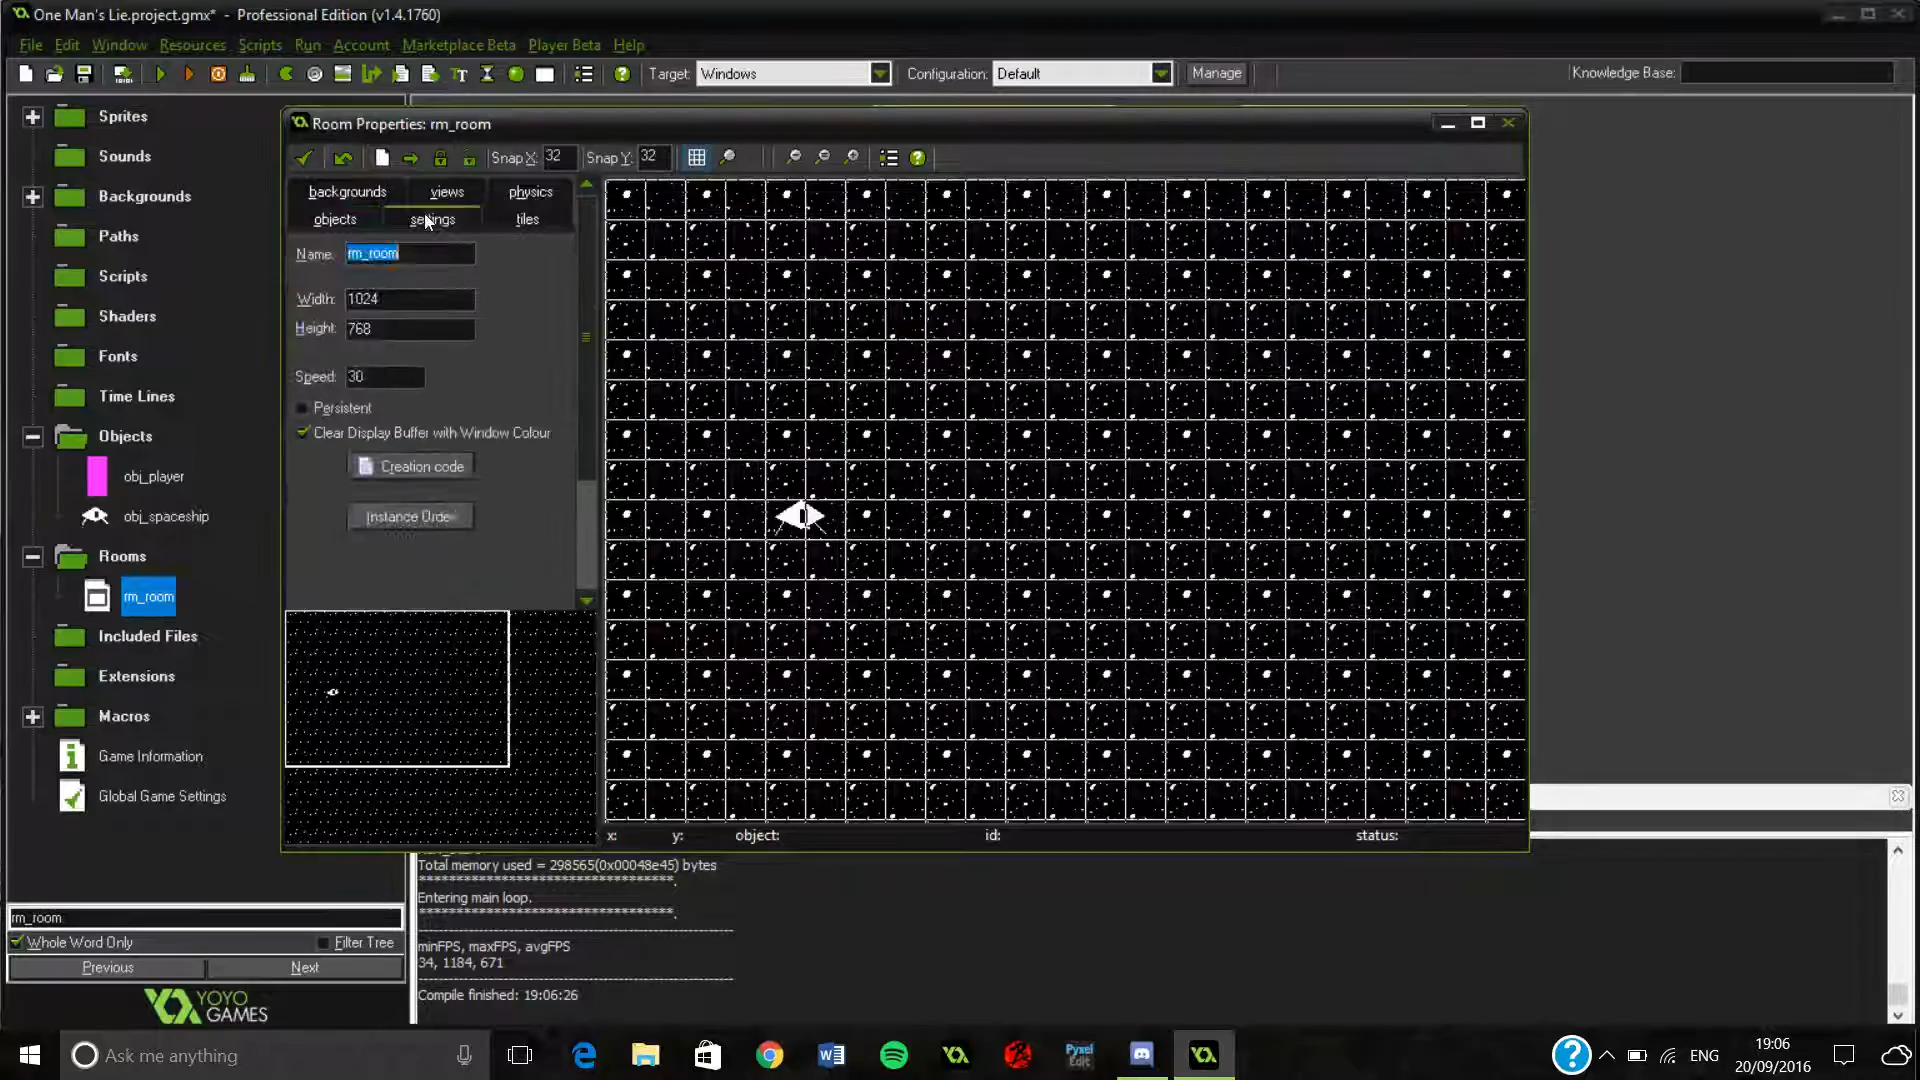 One Man's Lie.project.gmx* - Professional Edition (v1.4.1760)
File Edit Window Resources Scripts Run Account Marketplace Beta Player Beta Help
Target: Windows Configuration: Default Manage Knowledge Base:
Sprites
Sounds
Backgrounds
Paths
Scripts
Shaders
Fonts
Time Lines
Objects
obj_player
obj_spaceship
Rooms
rm_room
Included Files
Extensions
Macros
Game Information
Global Game Settings
rm_room
Whole Word Only Filter Tree
Previous Next
YOYO
GAMES
Room Properties: rm_room
Snap X: 32 Snap Y: 32
backgrounds views physics
objects settings tiles
Name: rm_room
Width: 1024
Height: 768
Speed: 30
Persistent
Clear Display Buffer with Window Colour
Creation code
Instance Order
x: y: object: id: status:
Total memory used = 298565(0x00048e45) bytes
**********************************.
Entering main loop.
**********************************.
minFPS, maxFPS, avgFPS
34, 1184, 671
Compile finished: 19:06:26
Ask me anything
Pyxel
Edit
ENG
19:06
20/09/2016